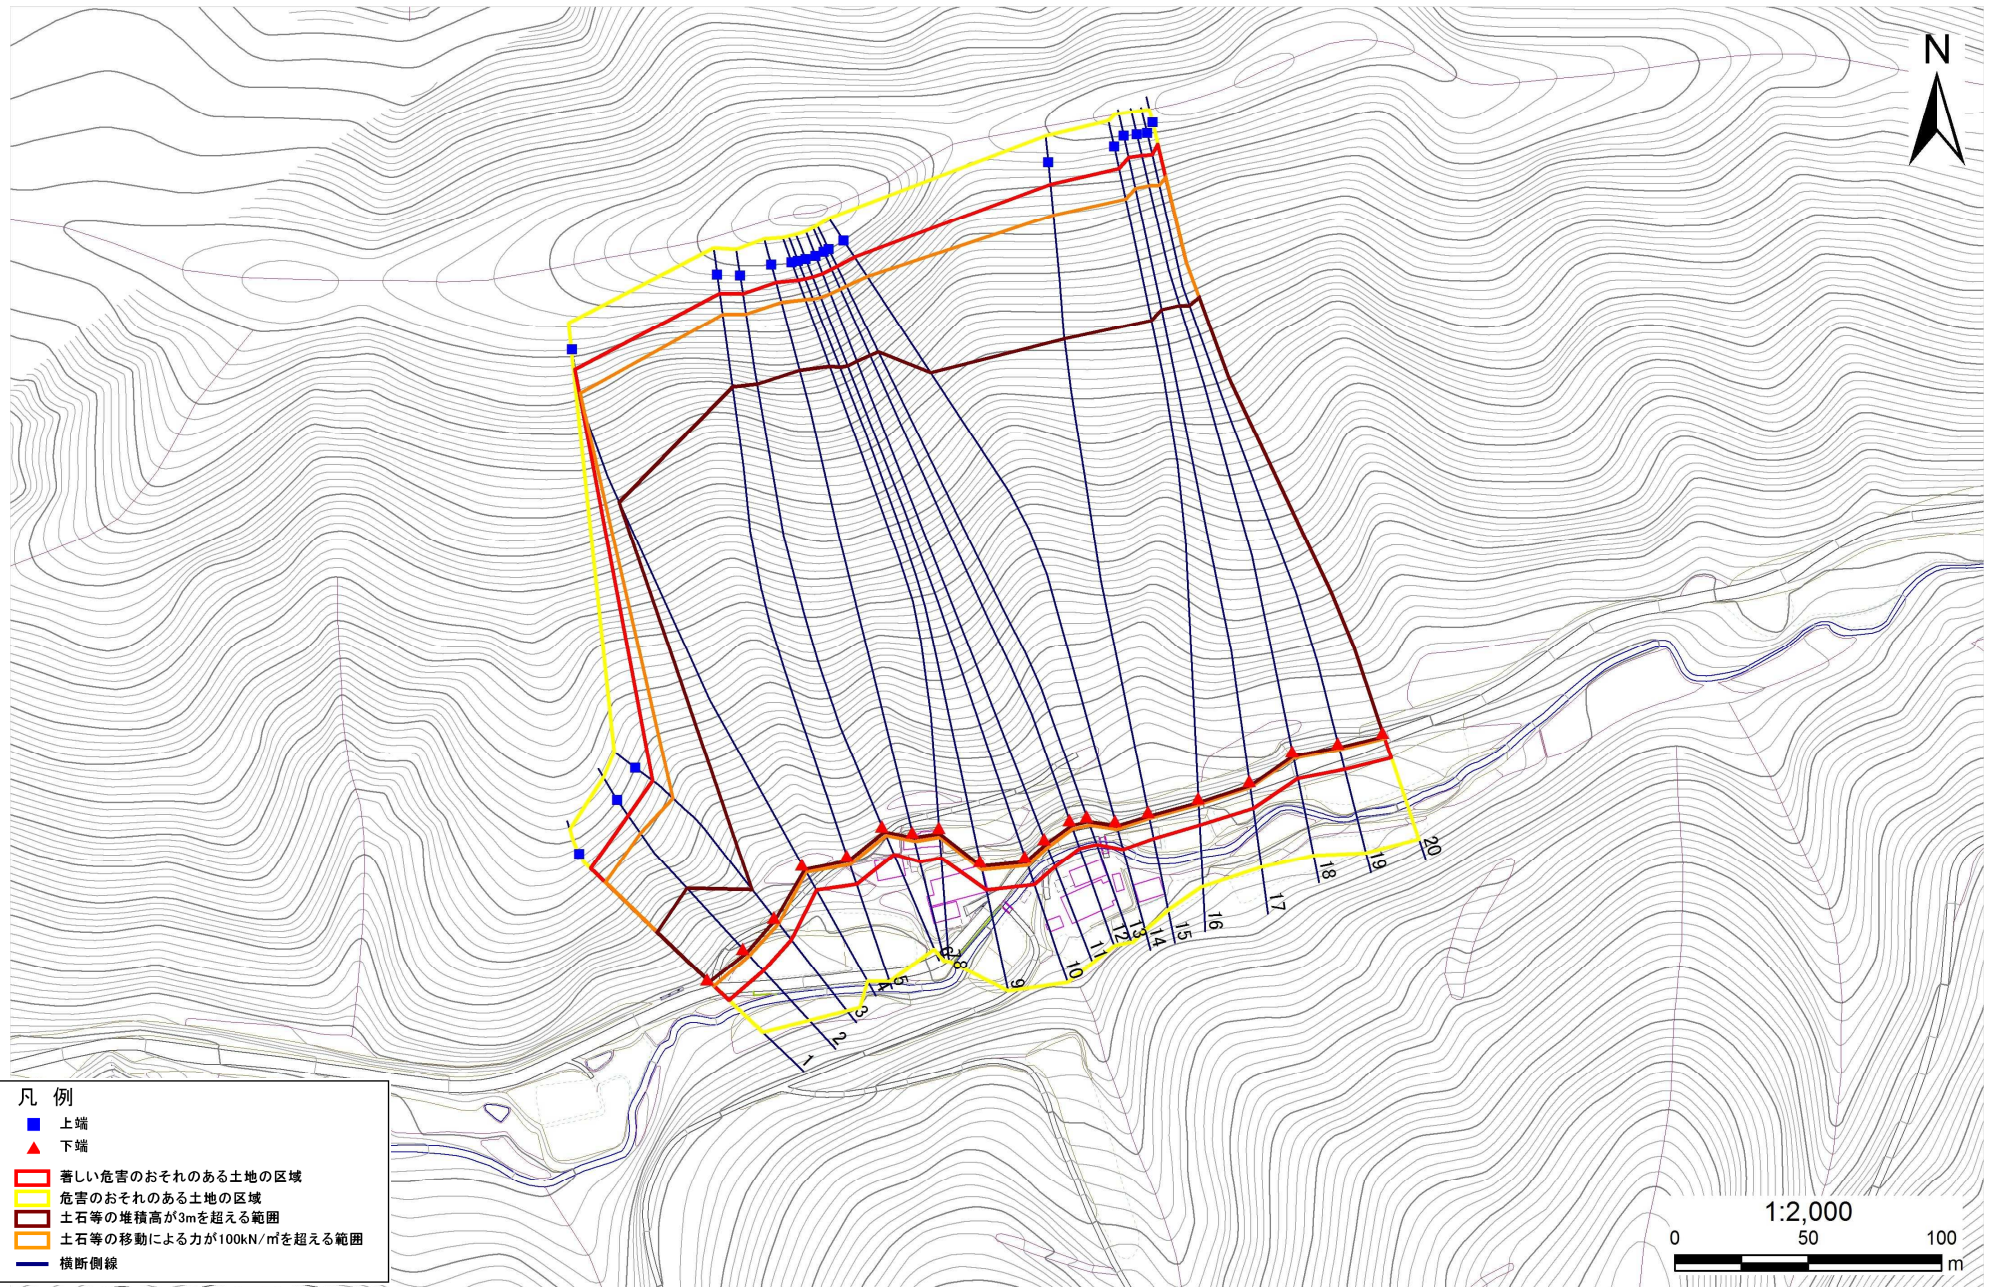 N
1
2
3
4
5
6
7
8
9
10
11
12
13
14
15
16
17
18
19
20
凡 例
上端
下端
著しい危害のおそれのある土地の区域
危害のおそれのある土地の区域
土石等の堆積高が3mを超える範囲
土石等の移動による力が100kN/㎡を超える範囲
横断側線
1:2,000
0 50 100
m